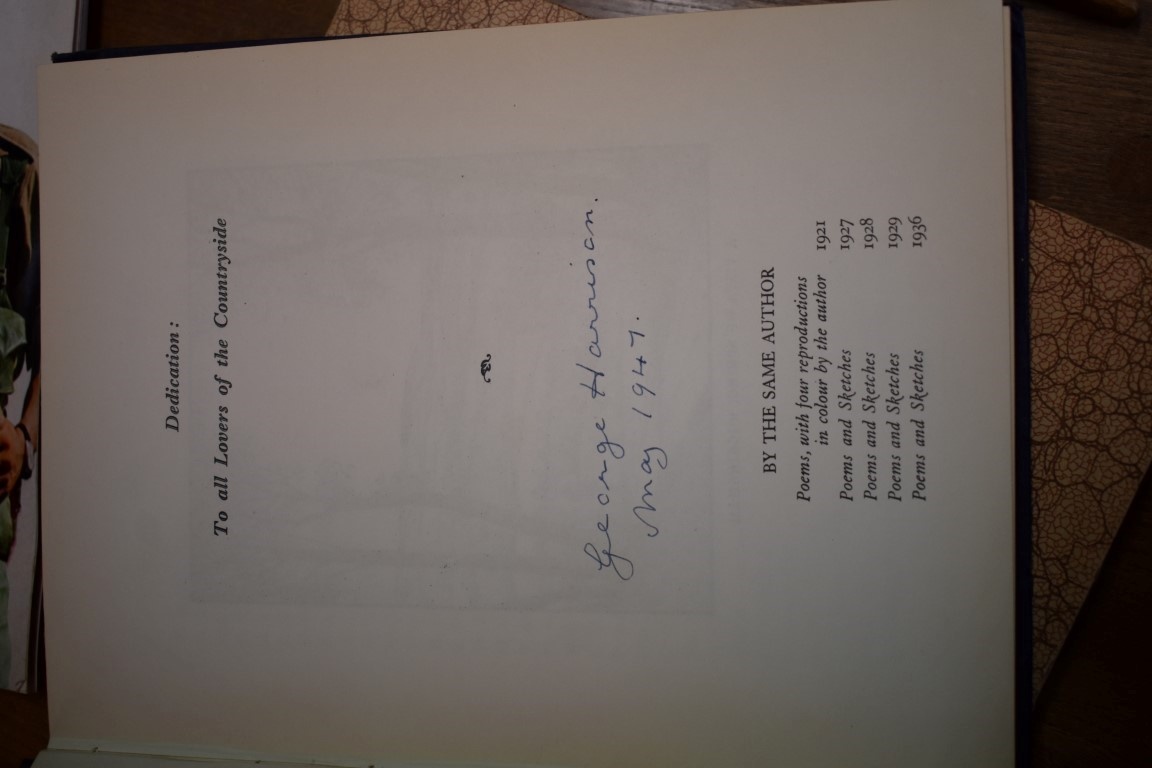 Dedication :
To all Lovers of the Countryside
George Harrison.
May 1947.
BY THE SAME AUTHOR
Poems, with four reproductions
in colour by the author 1921
Poems and Sketches 1927
Poems and Sketches 1928
Poems and Sketches 1929
Poems and Sketches 1936